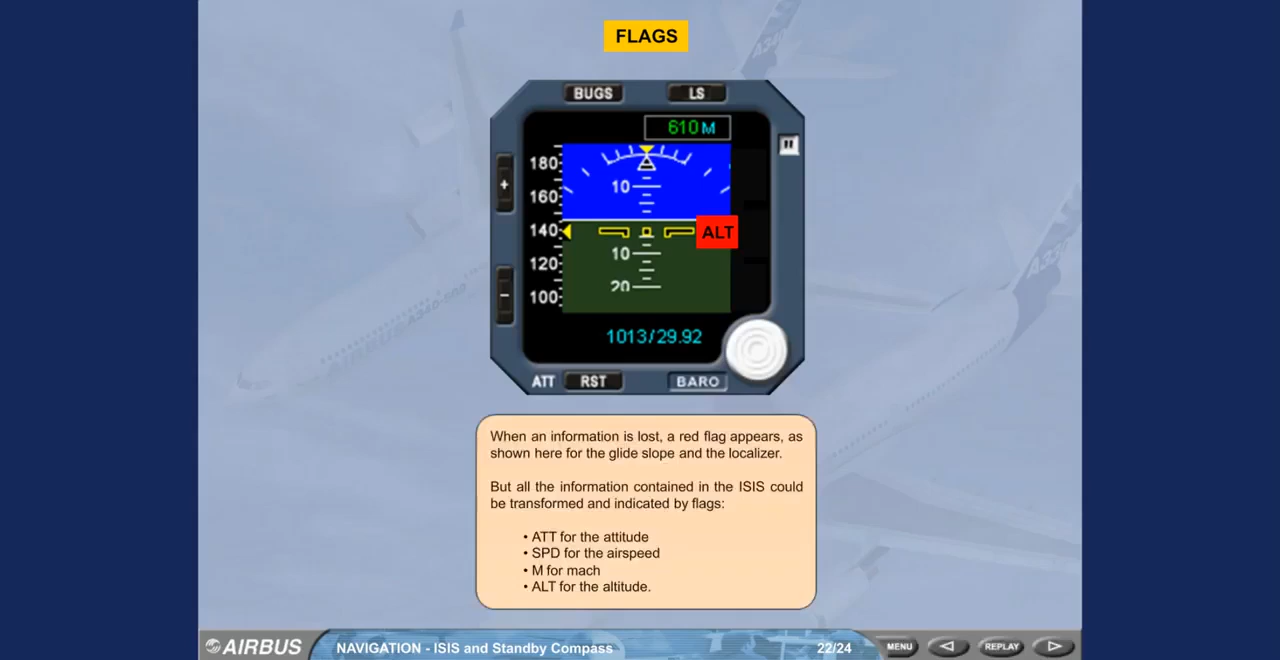 FLAGS
BUGS LS
610 M
180
160
140
120
100
10
10
20
+
-
ALT
1013/29.92
ATT RST BARO
When an information is lost, a red flag appears, as
shown here for the glide slope and the localizer.
But all the information contained in the ISIS could
be transformed and indicated by flags:
• ATT for the attitude
• SPD for the airspeed
• M for mach
• ALT for the altitude.
AIRBUS NAVIGATION - ISIS and Standby Compass 22/24 MENU REPLAY